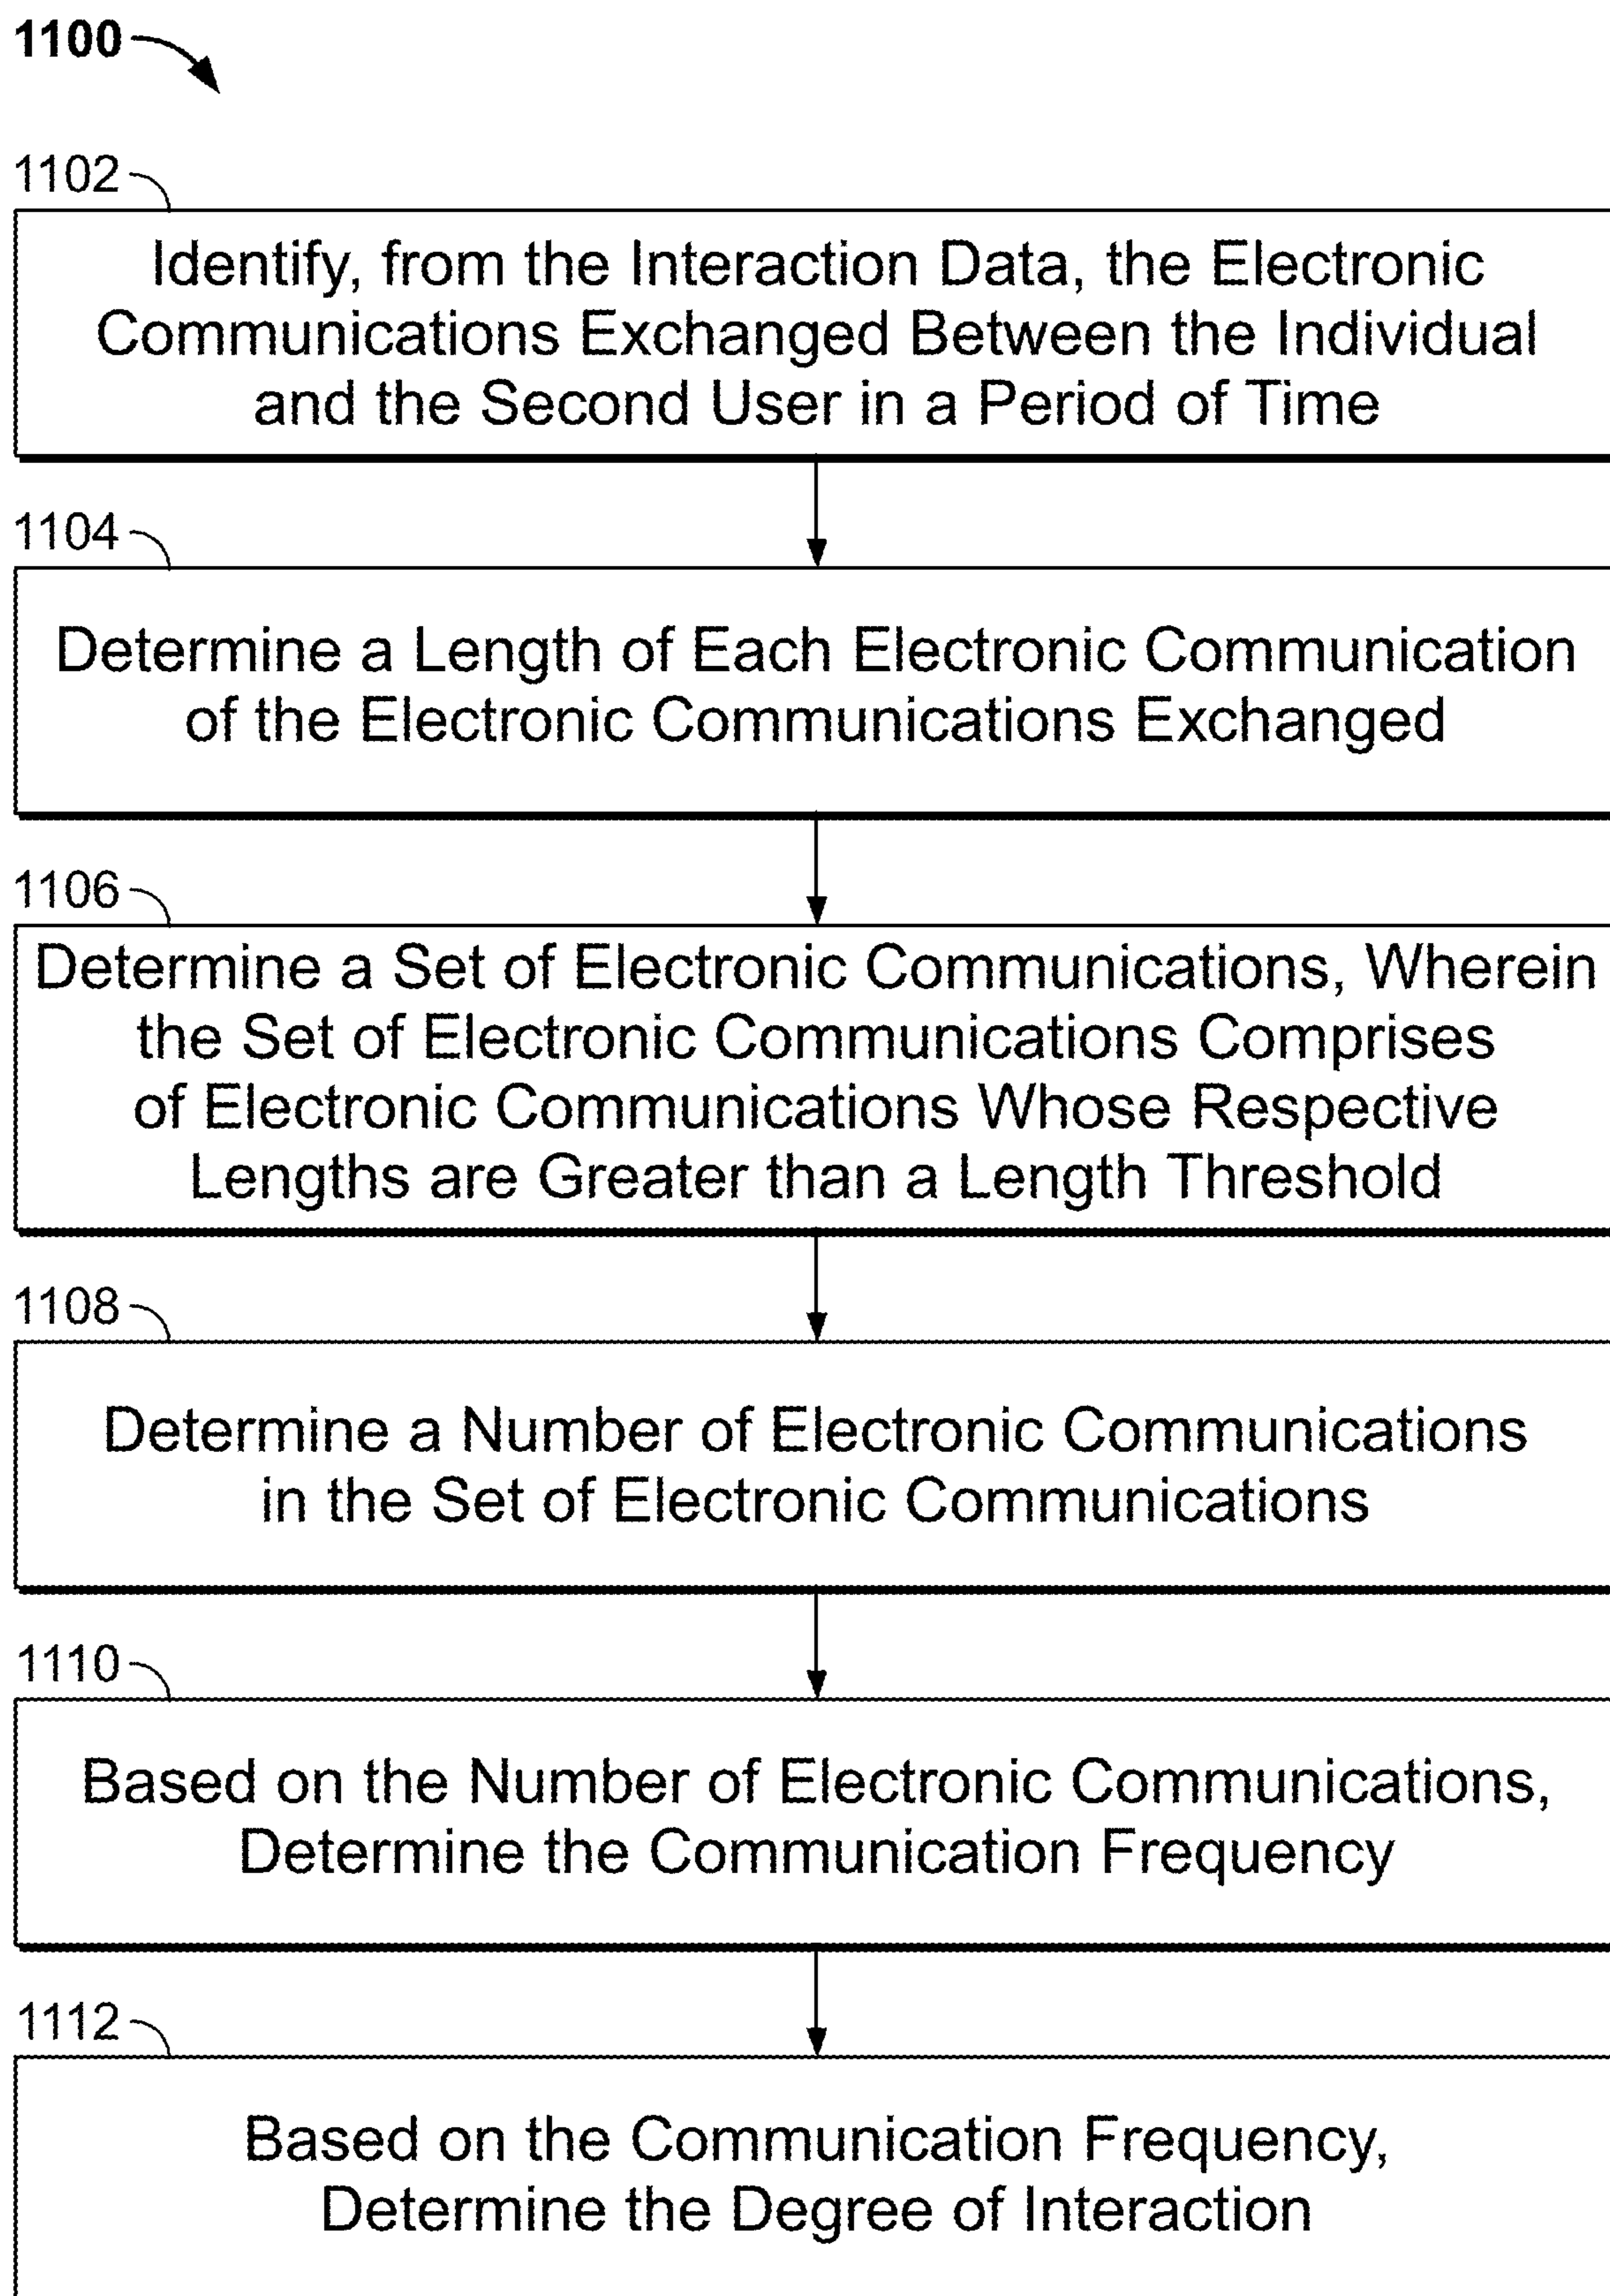 1100
1102
Identify, from the Interaction Data, the Electronic
Communications Exchanged Between the Individual
and the Second User in a Period of Time
1104
Determine a Length of Each Electronic Communication
of the Electronic Communications Exchanged
1106
Determine a Set of Electronic Communications, Wherein
the Set of Electronic Communications Comprises
of Electronic Communications Whose Respective
Lengths are Greater than a Length Threshold
1108
Determine a Number of Electronic Communications
in the Set of Electronic Communications
1110
Based on the Number of Electronic Communications,
Determine the Communication Frequency
1112
Based on the Communication Frequency,
Determine the Degree of Interaction